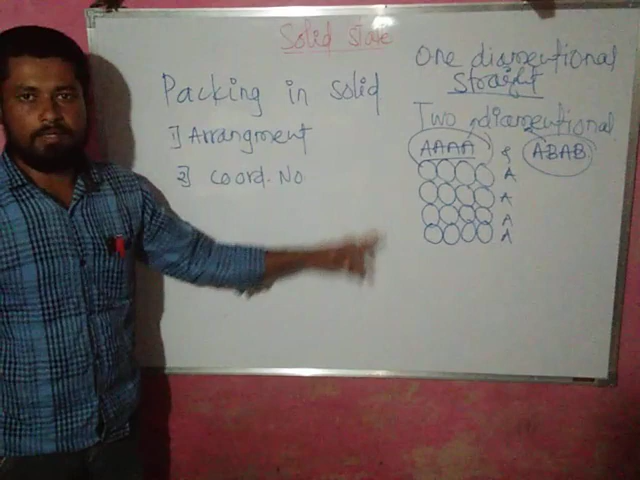 Solid state
Packing in solid
1) Arrangment
2) Coord. No
One diamentional
Straight
Two diamentional
AAAA & ABAB
A
A
A
A